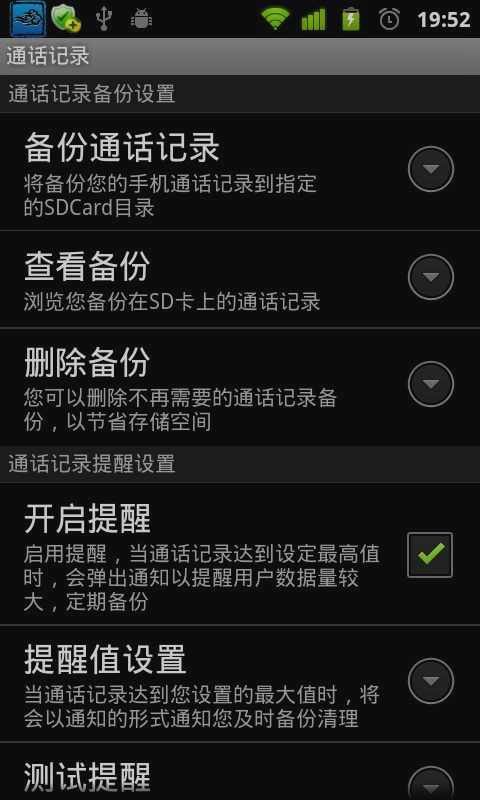 19:52
通话记录
通话记录备份设置
备份通话记录
将备份您的手机通话记录到指定
的SDCard目录
查看备份
浏览您备份在SD卡上的通话记录
删除备份
您可以删除不再需要的通话记录备
份，以节省存储空间
通话记录提醒设置
开启提醒
启用提醒，当通话记录达到设定最高值
时，会弹出通知以提醒用户数据量较
大，定期备份
提醒值设置
当通话记录达到您设置的最大值时，将
会以通知的形式通知您及时备份清理
测试提醒